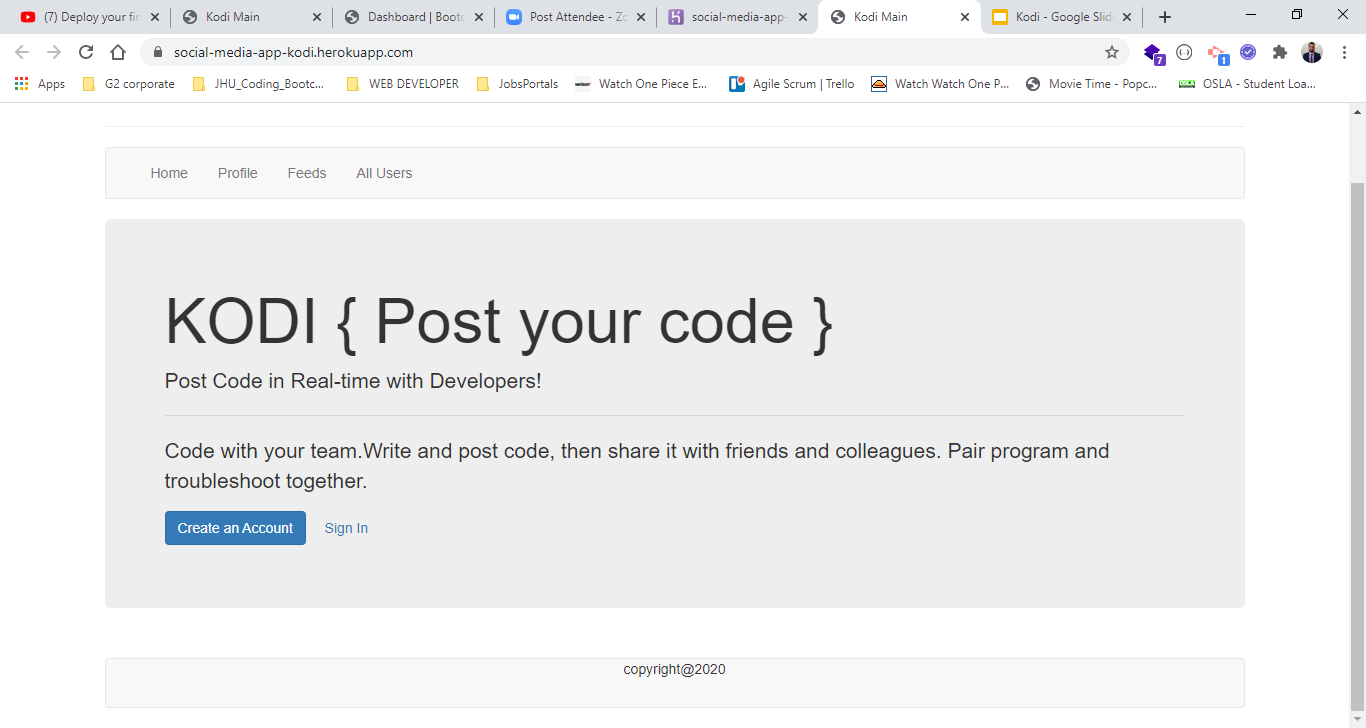 (7) Deploy your fir
Kodi Main
Dashboard | Bootc
Post Attendee - Zo
social-media-app-
Kodi Main
Kodi - Google Slid
social-media-app-kodi.herokuapp.com
7
1
Apps
G2 corporate
JHU_Coding_Bootc...
WEB DEVELOPER
JobsPortals
Watch One Piece E...
Agile Scrum | Trello
Watch Watch One P...
Movie Time - Popc...
OSLA - Student Loa...
Home
Profile
Feeds
All Users
KODI { Post your code }
Post Code in Real-time with Developers!
Code with your team.Write and post code, then share it with friends and colleagues. Pair program and
troubleshoot together.
Create an Account
Sign In
copyright@2020